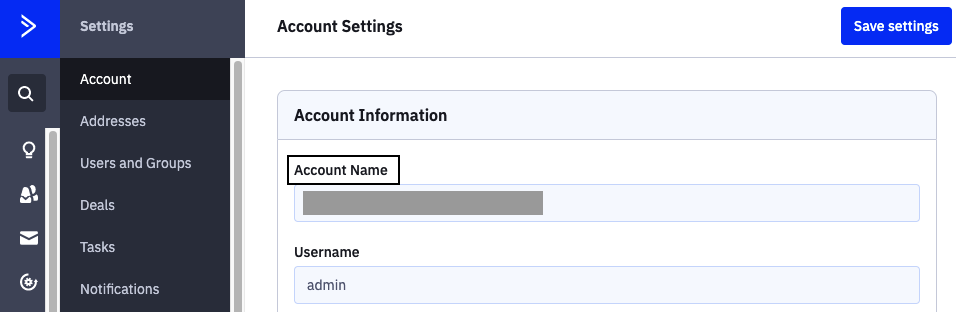 Settings
Account Settings
Save settings
Account
Addresses
Users and Groups
Deals
Tasks
Notifications
Account Information
Account Name
Username
admin